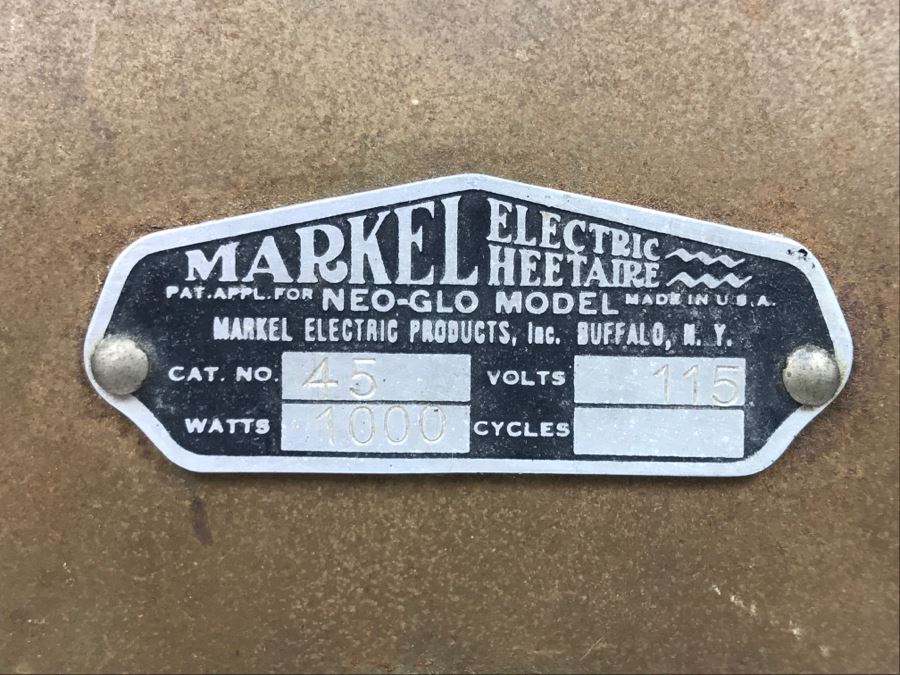 MARKEL ELECTRIC HEETAIRE
PAT. APPL. FOR NEO-GLO MODEL MADE IN U.S.A.
MARKEL ELECTRIC PRODUCTS, Inc. BUFFALO, N. Y.
CAT. NO. 45 VOLTS 115
WATTS 1000 CYCLES